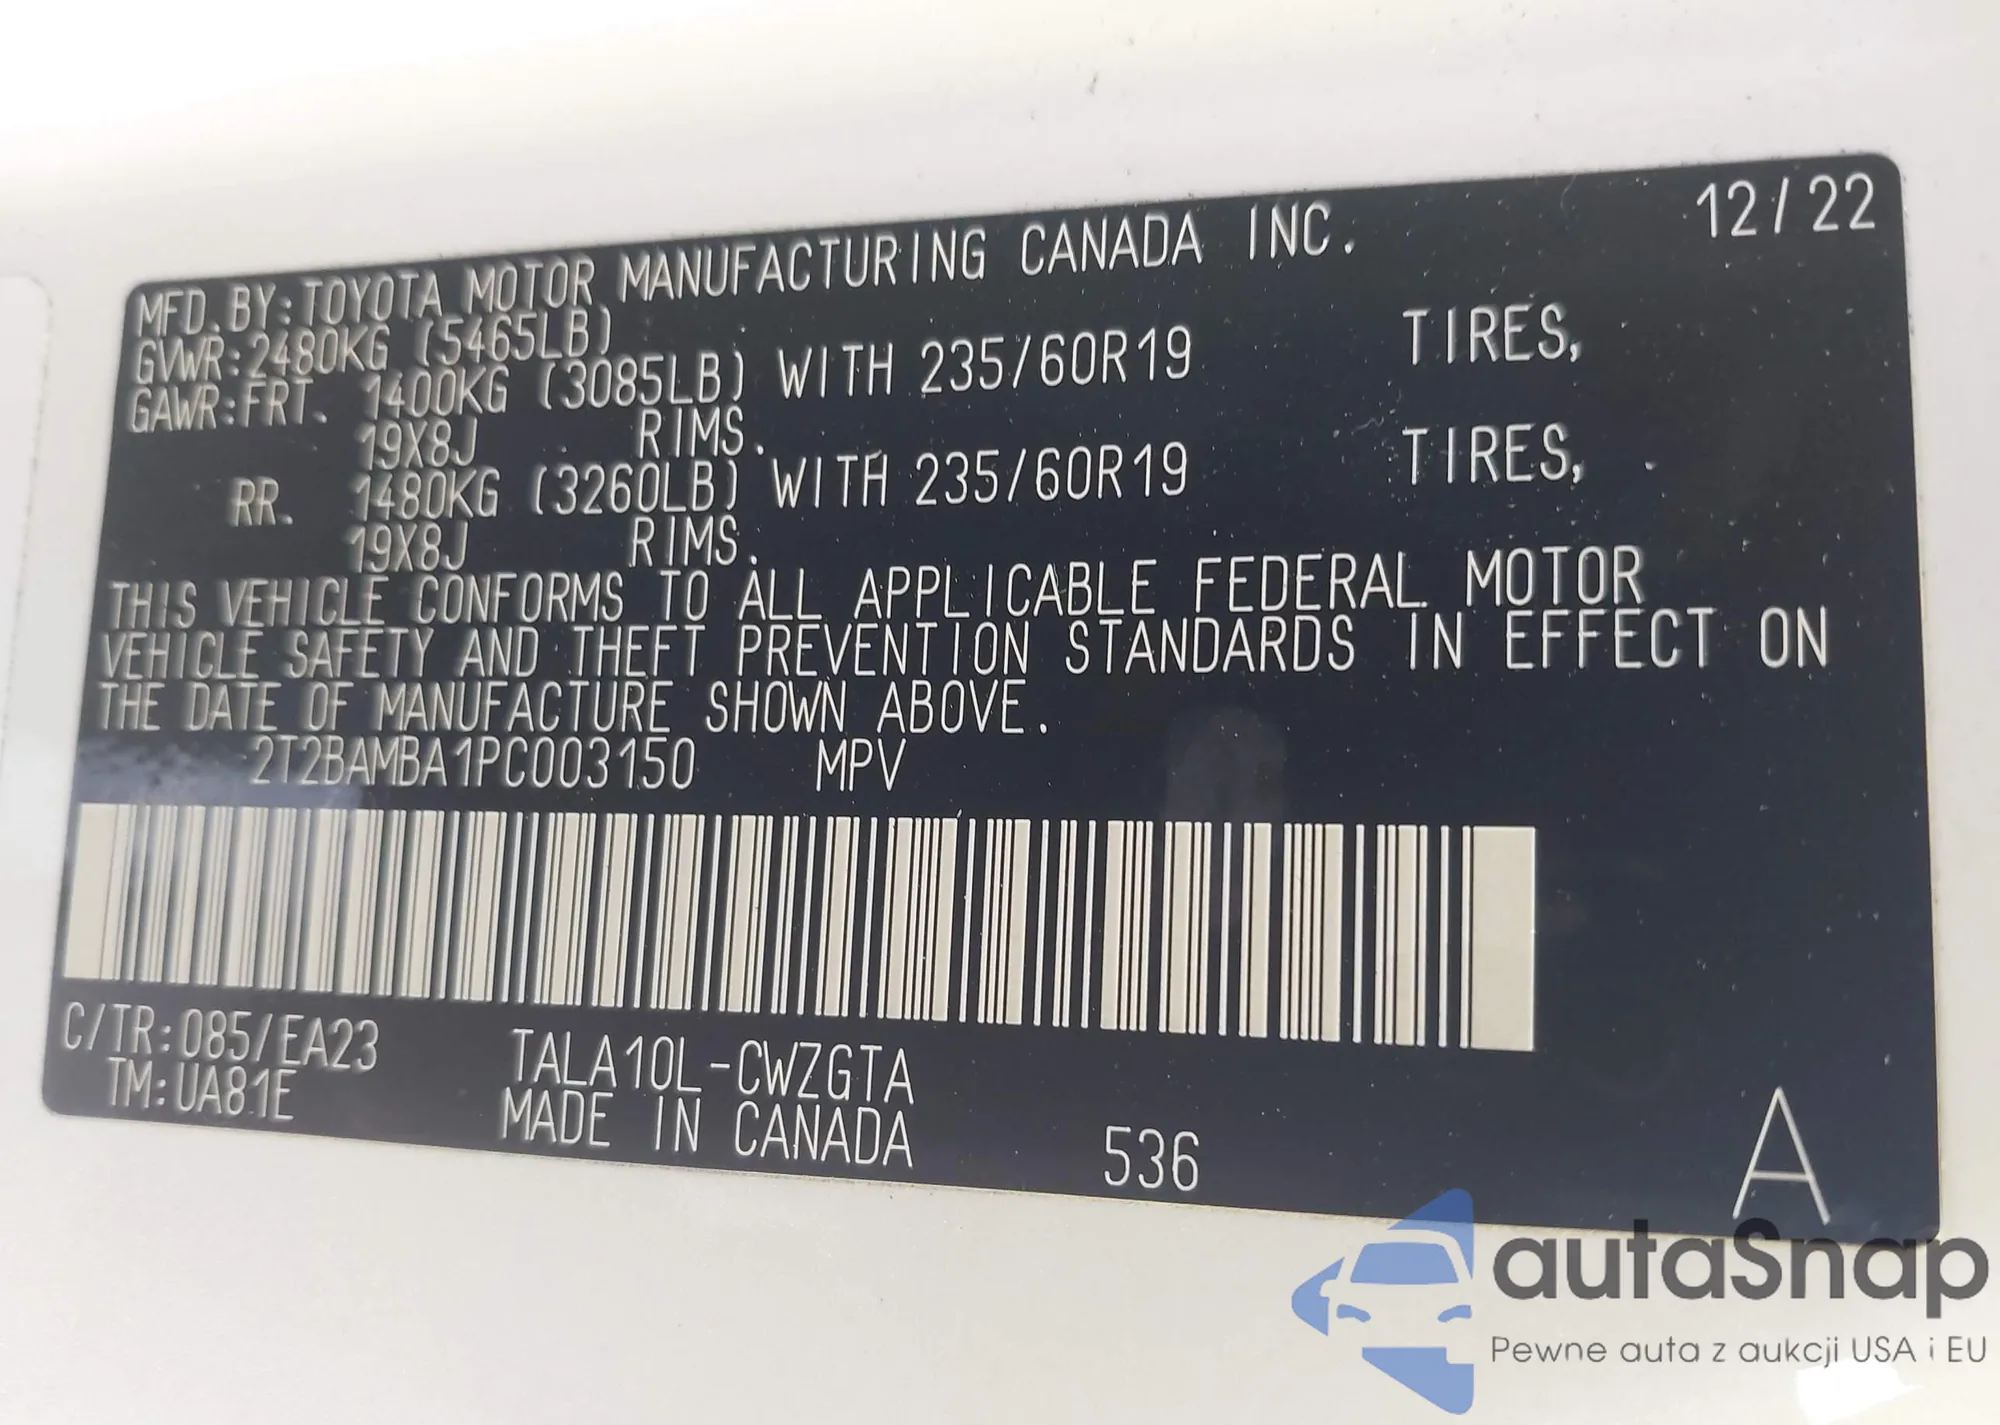 12/22
MFD. BY: TOYOTA MOTOR MANUFACTURING CANADA INC.
GVWR: 2480KG (5465LB)
GAWR: FRT. 1400KG (3085LB) WITH 235/60R19 TIRES,
19X8J RIMS.
RR. 1480KG (3260LB) WITH 235/60R19 TIRES,
19X8J RIMS.
THIS VEHICLE CONFORMS TO ALL APPLICABLE FEDERAL MOTOR
VEHICLE SAFETY AND THEFT PREVENTION STANDARDS IN EFFECT ON
THE DATE OF MANUFACTURE SHOWN ABOVE.
2T2BAMBA1PC003150 MPV
C/TR: 085/EA23 TALA10L-CWZGTA
TM: UA81E MADE IN CANADA 536 A
autaSnap
Pewne auta z aukcji USA i EU